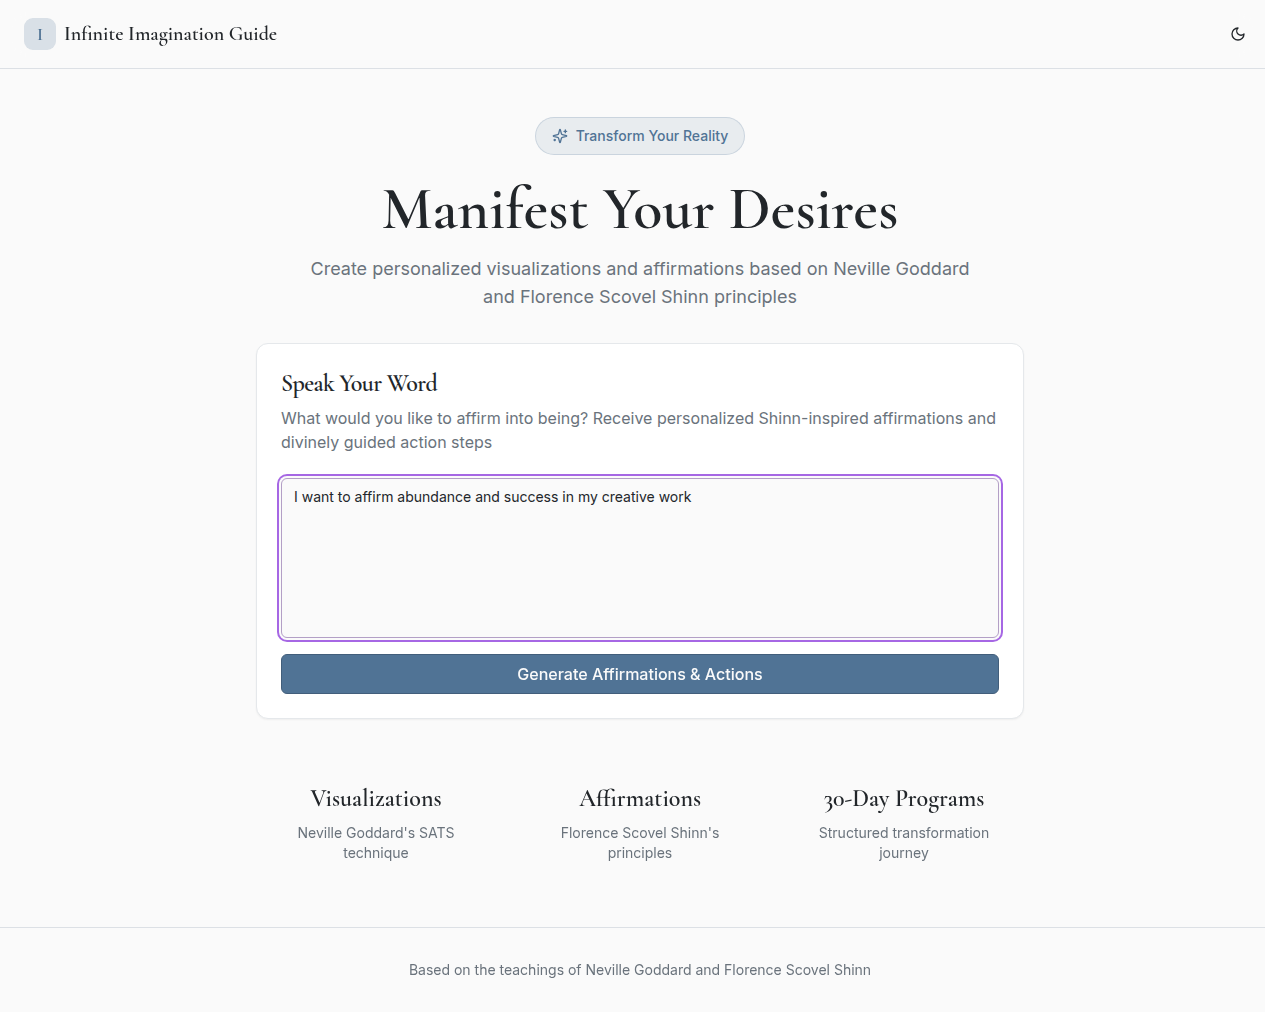 I
Infinite Imagination Guide
Transform Your Reality
Manifest Your Desires
Create personalized visualizations and affirmations based on Neville Goddard
and Florence Scovel Shinn principles
Speak Your Word
What would you like to affirm into being? Receive personalized Shinn-inspired affirmations and
divinely guided action steps
I want to affirm abundance and success in my creative work
Generate Affirmations & Actions
Visualizations
Neville Goddard's SATS
technique
Affirmations
Florence Scovel Shinn's
principles
30-Day Programs
Structured transformation
journey
Based on the teachings of Neville Goddard and Florence Scovel Shinn